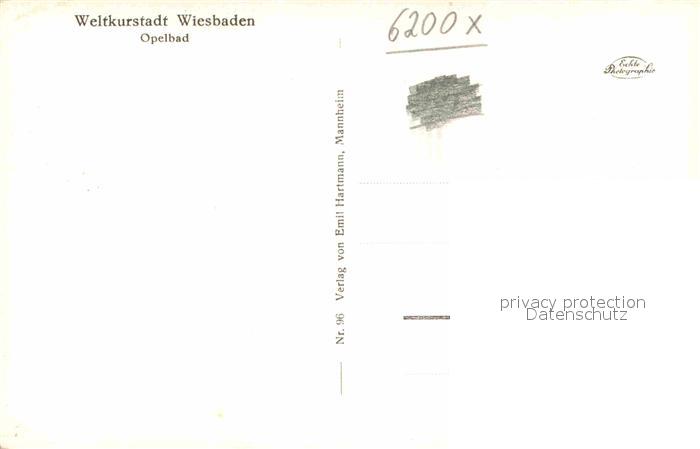 Weltkurstadt Wiesbaden
Opelbad
6200 x
Echte
Photographie
Nr. 96 Verlag von Emil Hartmann, Mannheim
privacy protection
Datenschutz